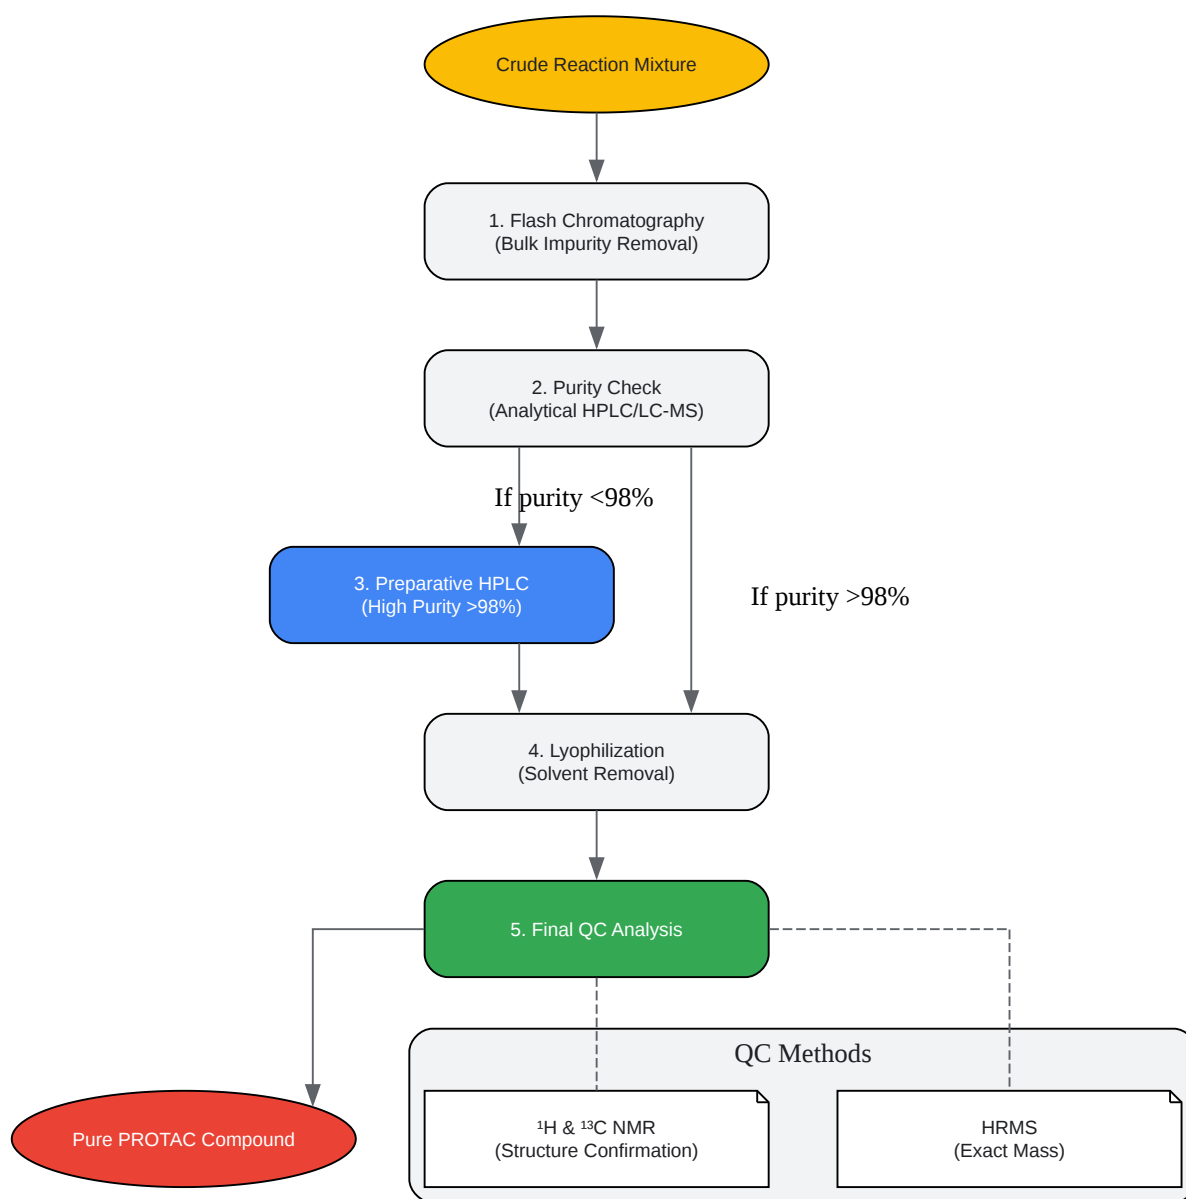 Crude Reaction Mixture
1. Flash Chromatography
(Bulk Impurity Removal)
2. Purity Check
(Analytical HPLC/LC-MS)
If purity <98%
3. Preparative HPLC
(High Purity >98%)
If purity >98%
4. Lyophilization
(Solvent Removal)
5. Final QC Analysis
QC Methods
Pure PROTAC Compound
¹H & ¹³C NMR
(Structure Confirmation)
HRMS
(Exact Mass)